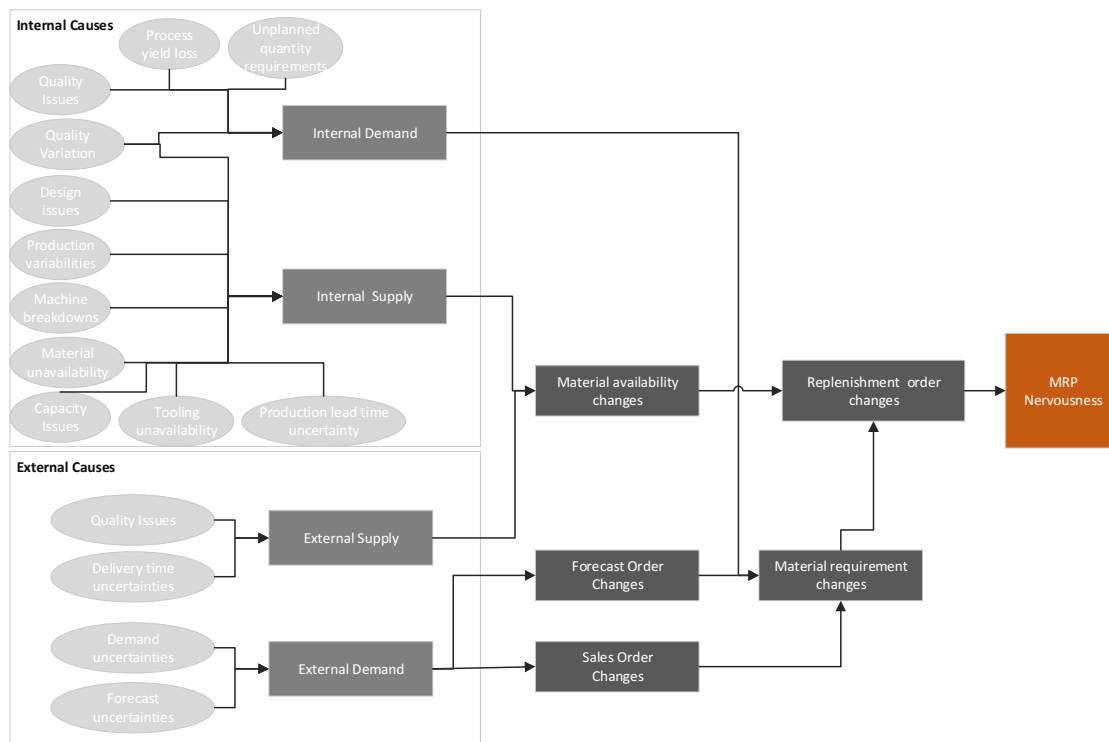 Internal Causes
Process
yield loss
Unplanned
quantity
requirements
Quality
Issues
Quality
Variation
Internal Demand
Design
issues
Production
variabilities
Machine
breakdowns
Internal  Supply
Material
unavailability
Capacity
Issues
Tooling
unavailability
Production lead time
uncertainty
Material availability
changes
Replenishment  order
changes
MRP
Nervousness
External Causes
Quality Issues
Delivery time
uncertainties
External Supply
Forecast Order
Changes
Material requirement
changes
Demand
uncertainties
Forecast
uncertainties
External Demand
Sales Order
Changes